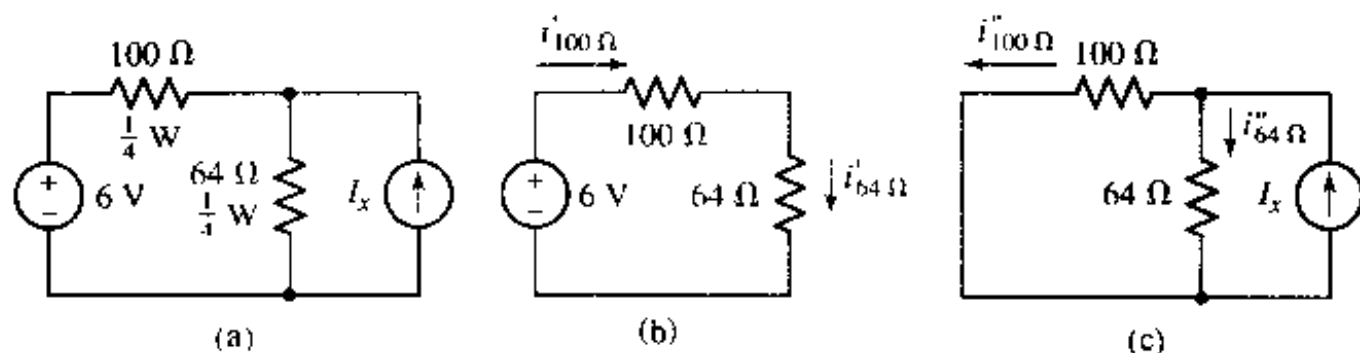 100 Ω
1/4 W
+
−
6 V
64 Ω
1/4 W
I_x
(a)
i'_100 Ω
100 Ω
+
−
6 V
64 Ω
i'_64 Ω
(b)
i''_100 Ω
100 Ω
i''_64 Ω
64 Ω
I_x
(c)